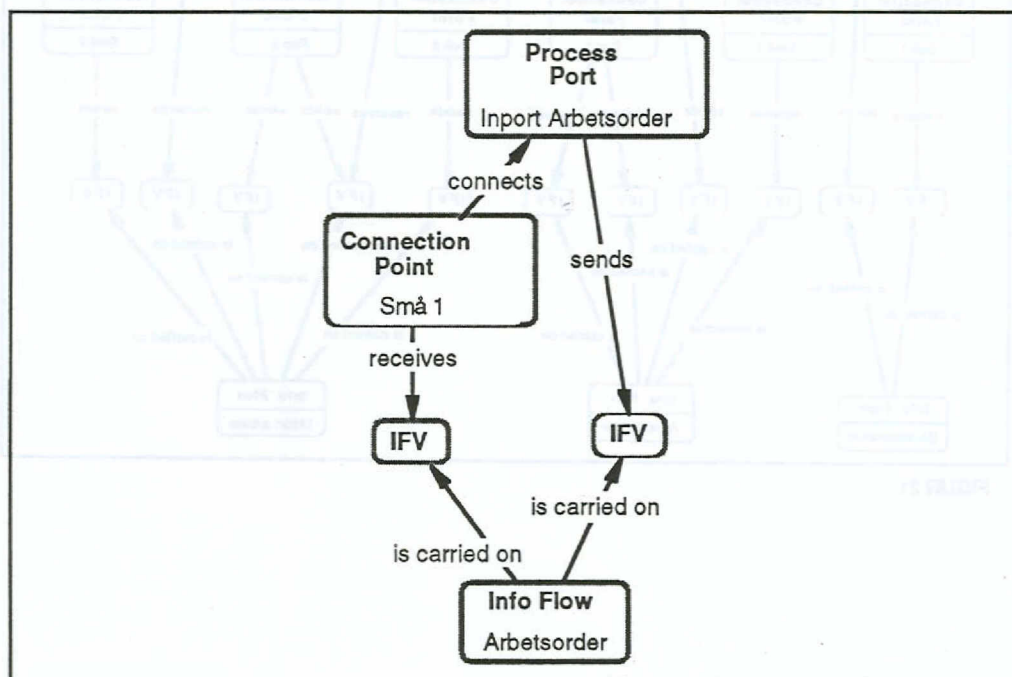 Process
Port
Inport Arbetsorder
connects
Connection
Point
Små 1
sends
receives
IFV
IFV
is carried on
is carried on
Info Flow
Arbetsorder